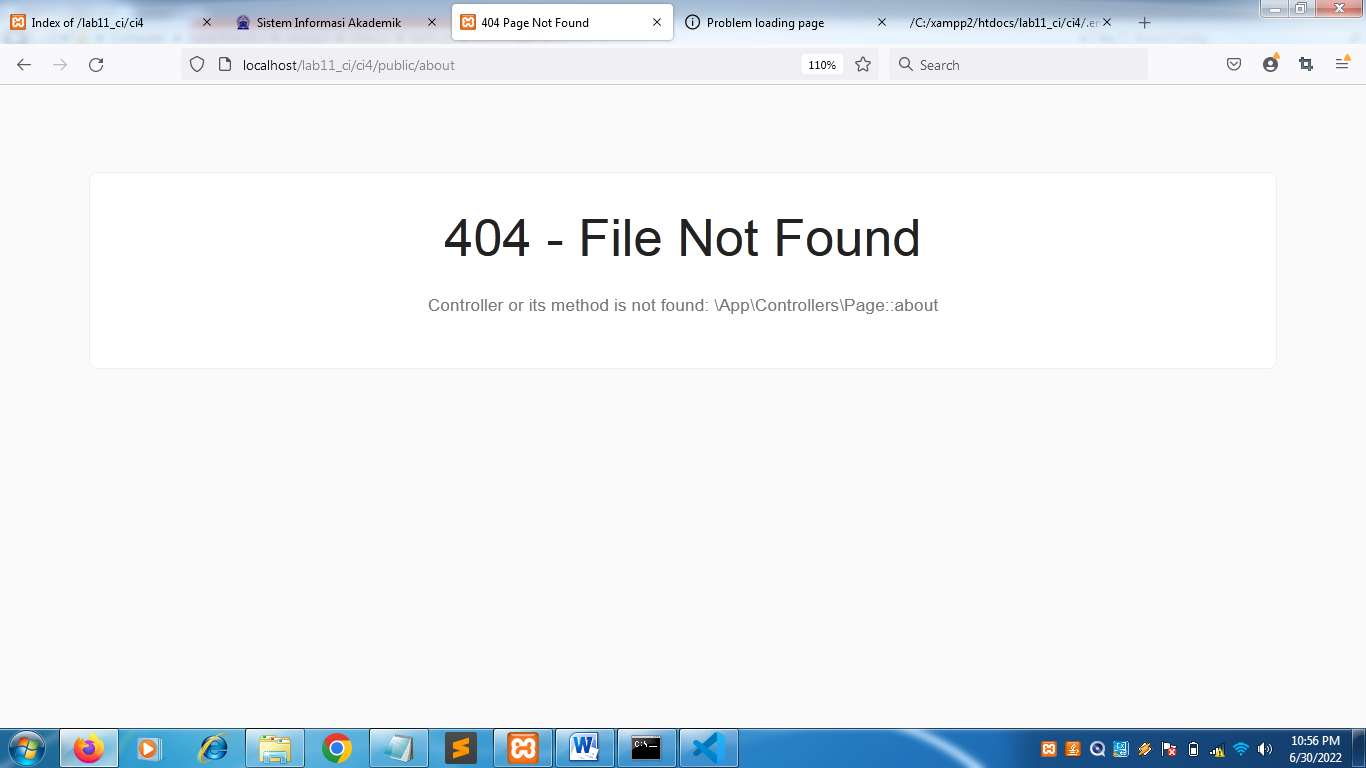 Index of /lab11_ci/ci4
Sistem Informasi Akademik
404 Page Not Found
Problem loading page
/C:/xampp2/htdocs/lab11_ci/ci4/.en
localhost/lab11_ci/ci4/public/about
110%
Search
404 - File Not Found
Controller or its method is not found: \App\Controllers\Page::about
10:56 PM
6/30/2022